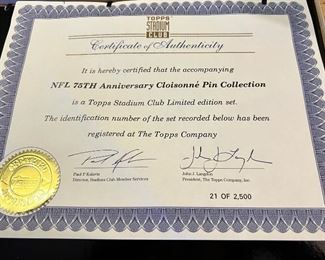 TOPPS
STADIUM
CLUB
Certificate of Authenticity
It is hereby certified that the accompanying
NFL 75TH Anniversary Cloisonné Pin Collection
is a Topps Stadium Club Limited edition set.
The identification number of the set recorded below has been
registered at The Topps Company
Paul P. Kolarin John J. Langdon
Director, Stadium Club Member Services President, The Topps Company, Inc.
21 OF 2,500